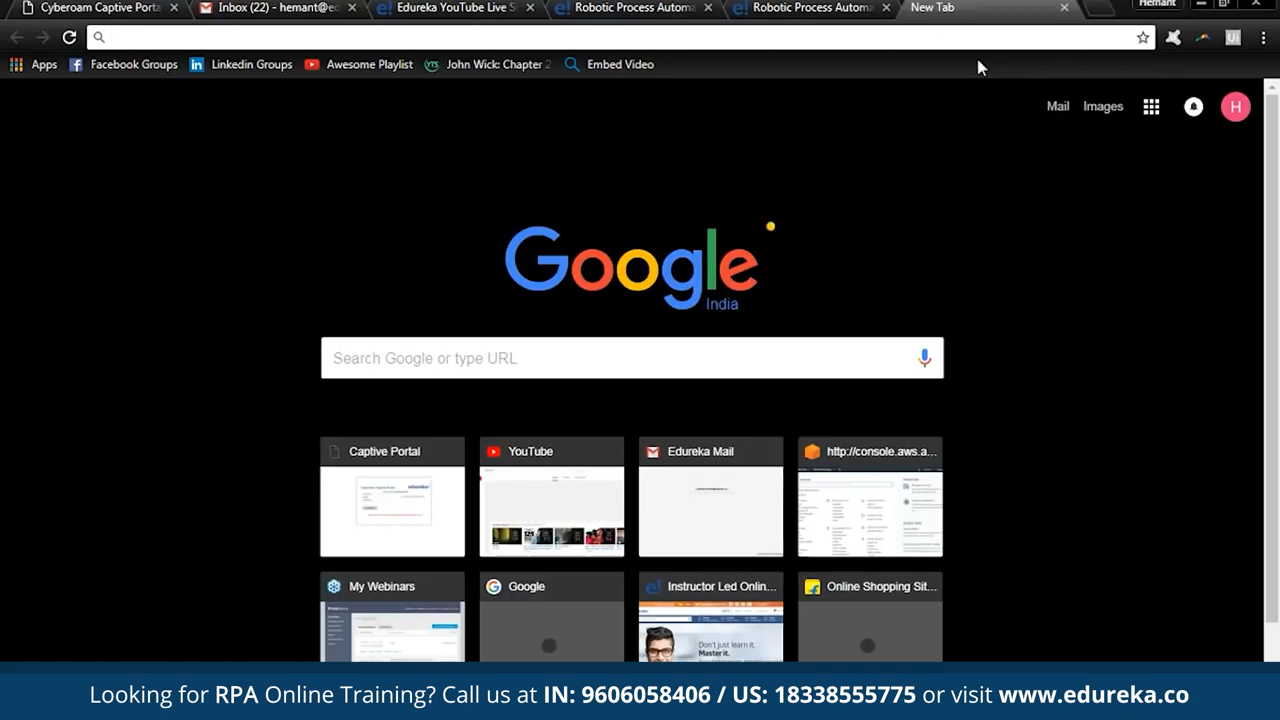 Cyberoam Captive Porta
Inbox (22) - hemant@e
Edureka YouTube Live S
Robotic Process Automa
Robotic Process Automa
New Tab
Hemant
Apps
Facebook Groups
Linkedin Groups
Awesome Playlist
John Wick: Chapter 2
Embed Video
Mail
Images
H
Google
India
Search Google or type URL
Captive Portal
YouTube
Edureka Mail
http://console.aws.a...
My Webinars
Google
Instructor Led Onlin...
Online Shopping Sit...
Don't just learn it.
Master it.
Looking for RPA Online Training? Call us at IN: 9606058406 / US: 18338555775 or visit www.edureka.co